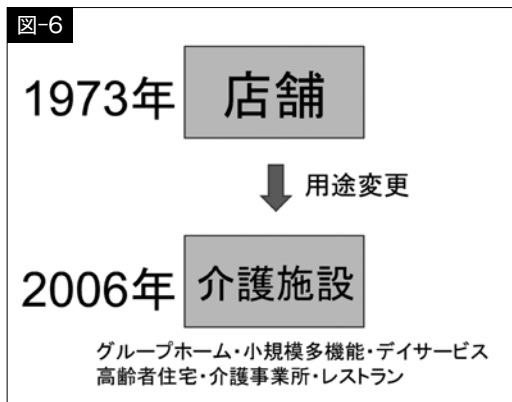 図-6
1973年 店舗
用途変更
2006年 介護施設
グループホーム・小規模多機能・デイサービス
高齢者住宅・介護事業所・レストラン